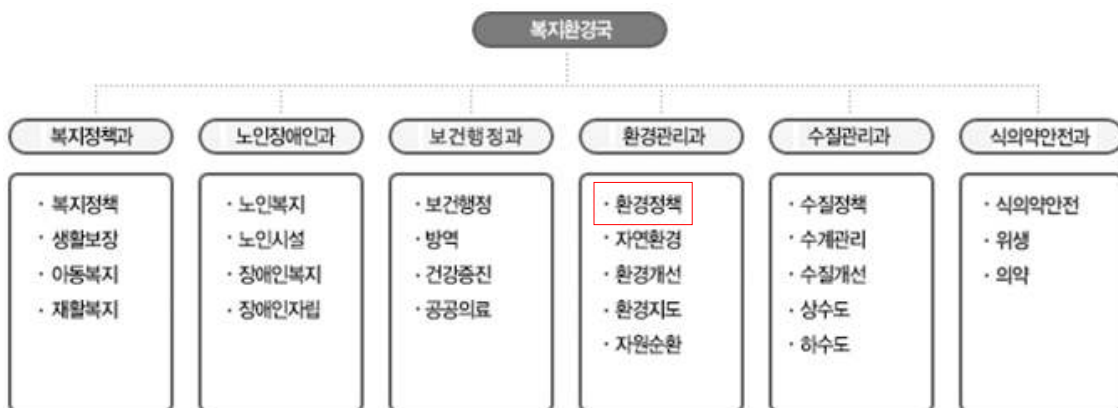 복지환경국
복지정책과
노인장애인과
보건행정과
환경관리과
수질관리과
식의약안전과
· 복지정책
· 생활보장
· 아동복지
· 재활복지
· 노인복지
· 노인시설
· 장애인복지
· 장애인자립
· 보건행정
· 방역
· 건강증진
· 공공의료
· 환경정책
· 자연환경
· 환경개선
· 환경지도
· 자원순환
· 수질정책
· 수계관리
· 수질개선
· 상수도
· 하수도
· 식의약안전
· 위생
· 의약